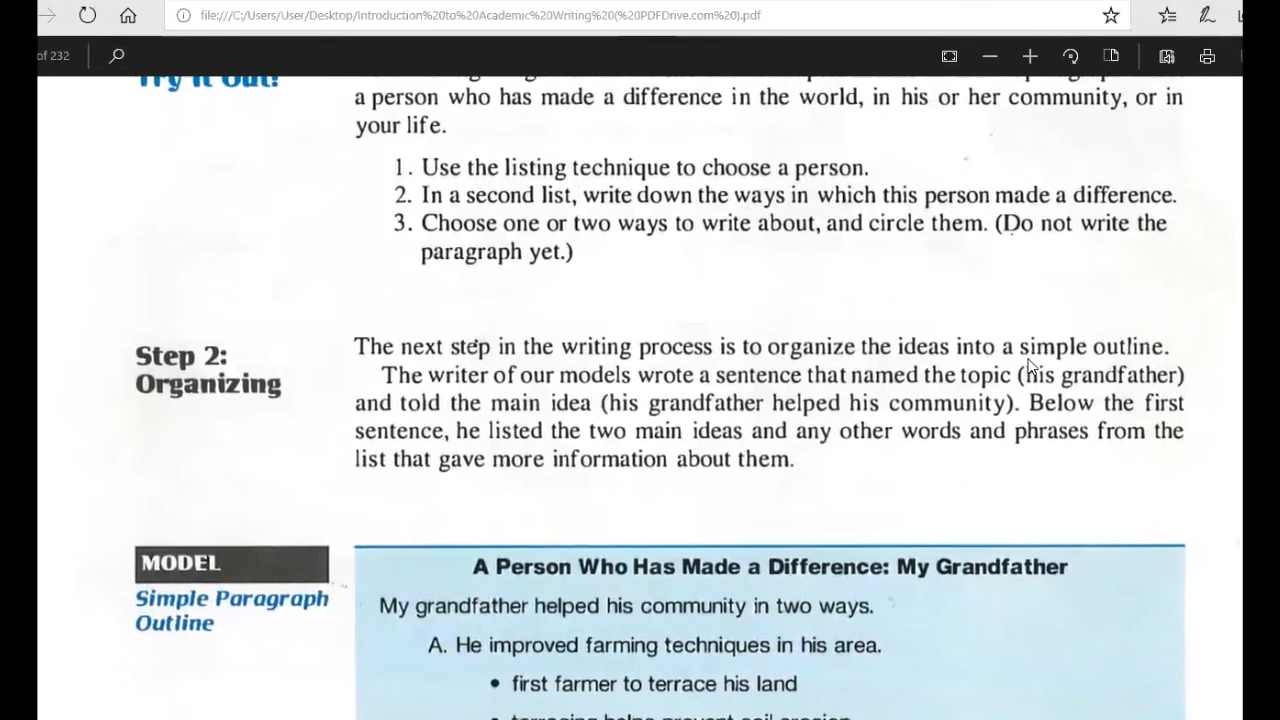 file:///C:/Users/User/Desktop/Introduction%20to%20Academic%20Writing%20(%20PDFDrive.com%20).pdf
of 232
Try It Out!
a person who has made a difference in the world, in his or her community, or in
your life.
1. Use the listing technique to choose a person.
2. In a second list, write down the ways in which this person made a difference.
3. Choose one or two ways to write about, and circle them. (Do not write the
paragraph yet.)
Step 2:
Organizing
The next step in the writing process is to organize the ideas into a simple outline.
The writer of our models wrote a sentence that named the topic (his grandfather)
and told the main idea (his grandfather helped his community). Below the first
sentence, he listed the two main ideas and any other words and phrases from the
list that gave more information about them.
MODEL
Simple Paragraph
Outline
A Person Who Has Made a Difference: My Grandfather
My grandfather helped his community in two ways.
A. He improved farming techniques in his area.
• first farmer to terrace his land
• terracing helps prevent soil erosion